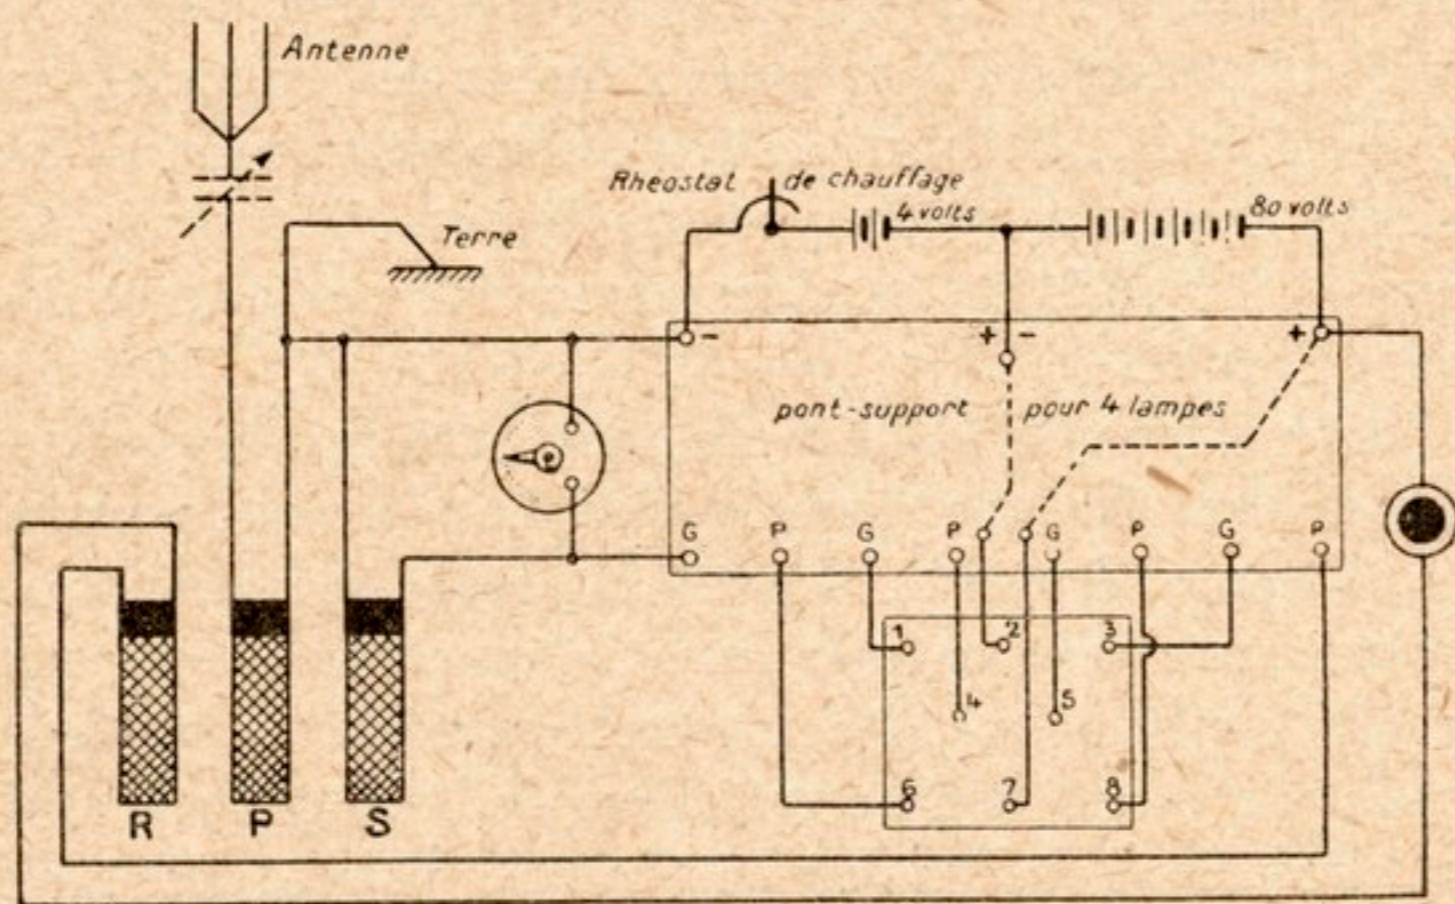 Antenne
Rheostat de chauffage
4 volts
80 volts
Terre
-
+ -
+
pont-support pour 4 lampes
G P G P G P G P
1 2 3
4 5
6 7 8
R P S